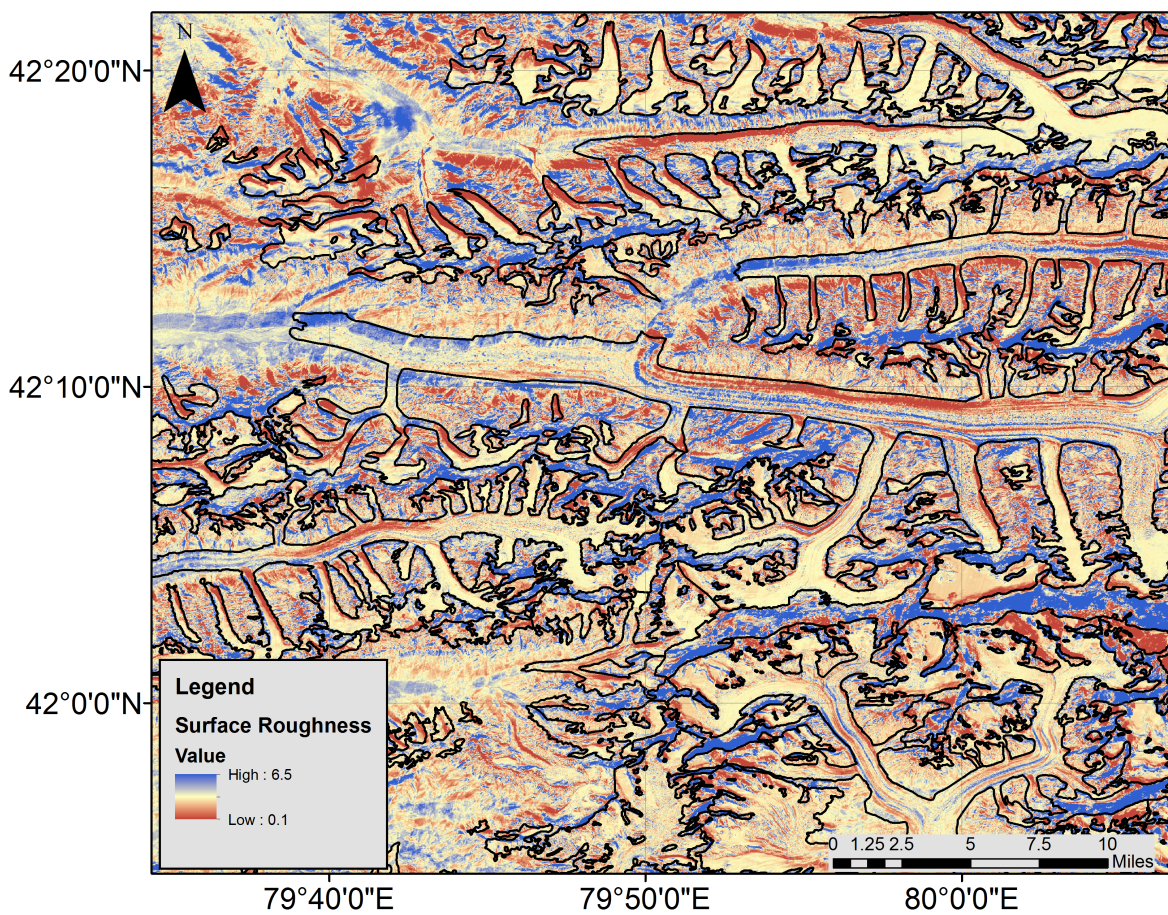 N
42°20'0"N
42°10'0"N
42°0'0"N
Legend
Surface Roughness
Value
High : 6.5
Low : 0.1
0 1.25 2.5 5 7.5 10
Miles
79°40'0"E 79°50'0"E 80°0'0"E